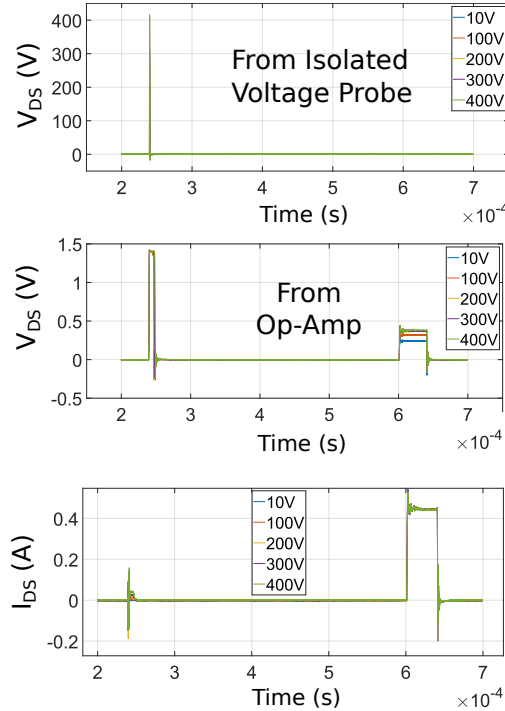 400
300
200
100
0
V_DS (V)
From Isolated
Voltage Probe
10V
100V
200V
300V
400V
2 3 4 5 6 7
Time (s)
×10^-4
1.5
1
0.5
0
-0.5
V_DS (V)
From
Op-Amp
10V
100V
200V
300V
400V
2 3 4 5 6 7
Time (s)
×10^-4
0.4
0.2
0
-0.2
I_DS (A)
10V
100V
200V
300V
400V
2 3 4 5 6 7
Time (s)
×10^-4